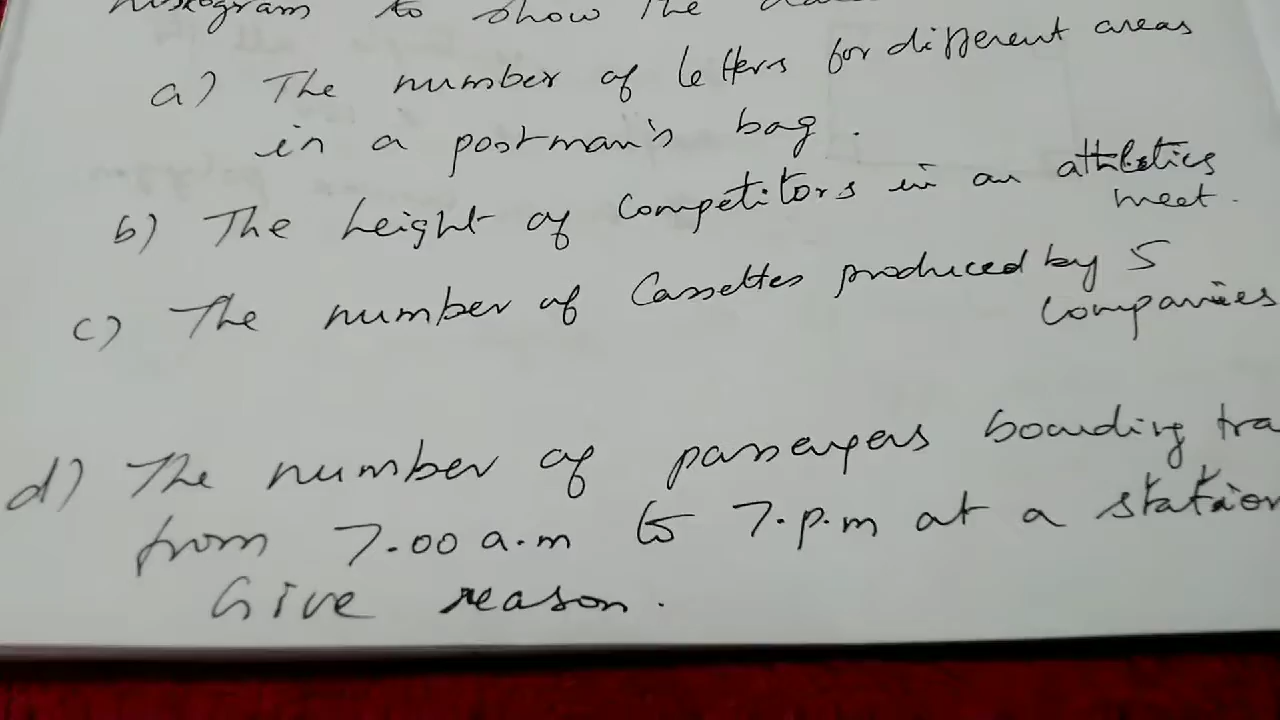 histogram to show the
a) The number of letters for different areas
in a postman's bag.
b) The height of competitors in an athletics
meet.
c) The number of Cassettes produced by 5
companies
d) The number of passengers boarding tra
from 7.00 a.m to 7.p.m at a station
Give reason.